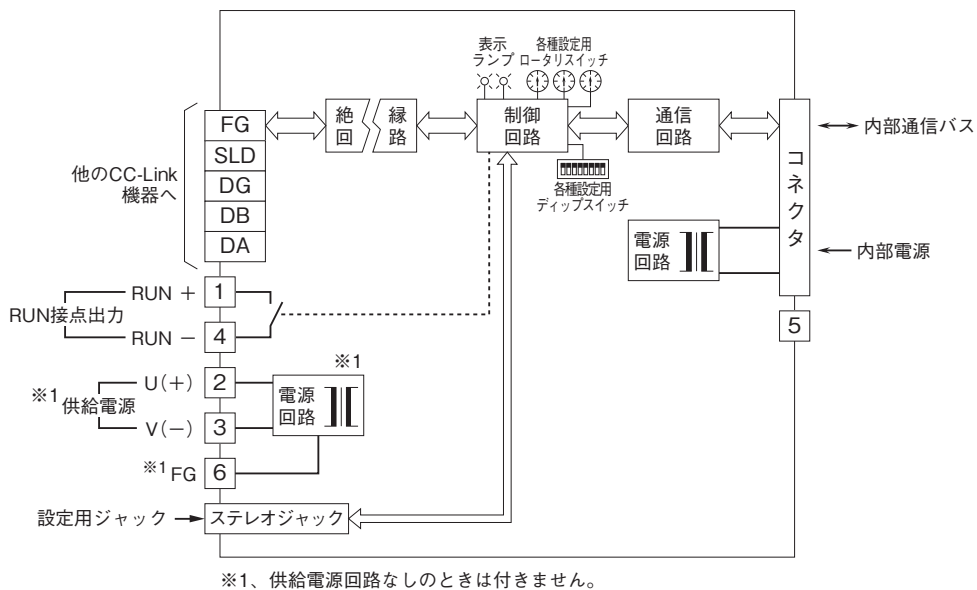 表示
ランプ
各種設定用
ロータリスイッチ
FG
SLD
DG
DB
DA
他のCC-Link
機器へ
絶縁
回路
制御
回路
通信
回路
コネクタ
内部通信バス
各種設定用
ディップスイッチ
電源
回路
内部電源
RUN +
1
RUN接点出力
RUN −
4
5
※1
U(+)
2
※1 供給電源
V(−)
3
電源
回路
※1 FG
6
設定用ジャック
ステレオジャック
※1、供給電源回路なしのときは付きません。